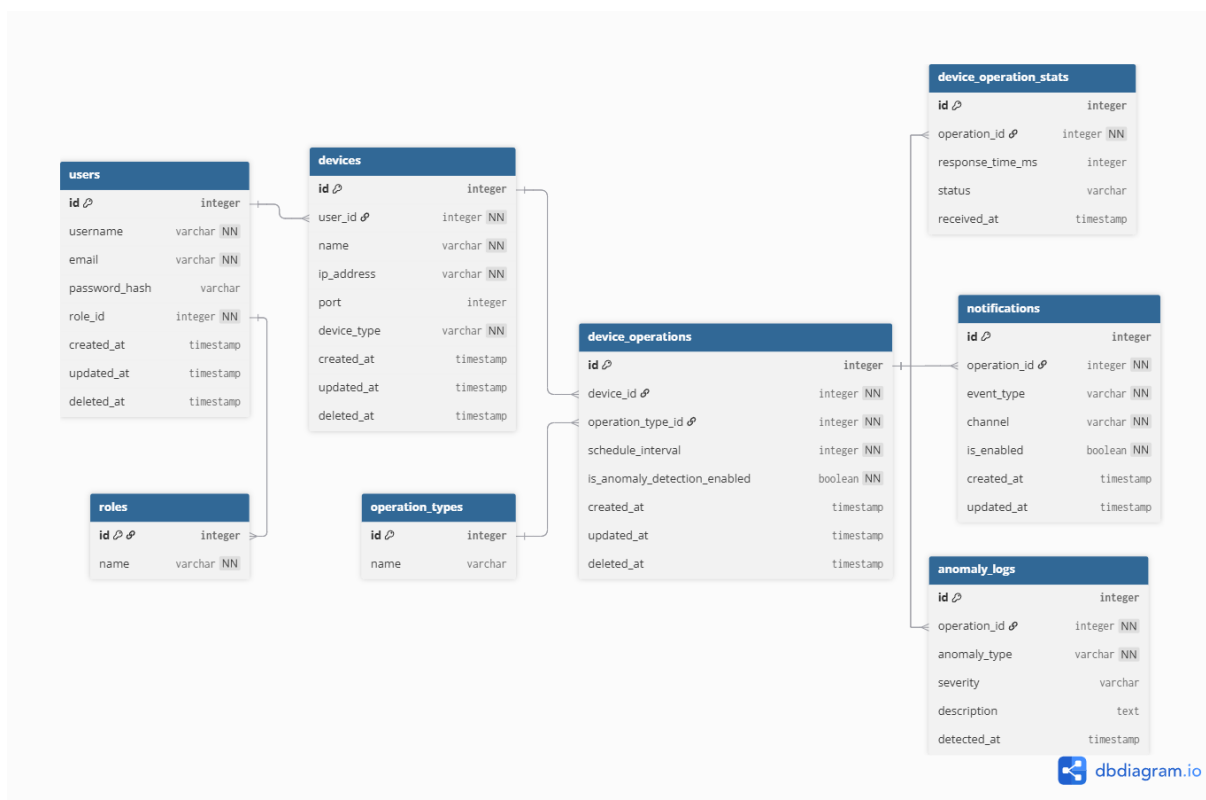 users
id integer
username varchar NN
email varchar NN
password_hash varchar
role_id integer NN
created_at timestamp
updated_at timestamp
deleted_at timestamp
roles
id integer
name varchar NN
devices
id integer
user_id integer NN
name varchar NN
ip_address varchar NN
port integer
device_type varchar NN
created_at timestamp
updated_at timestamp
deleted_at timestamp
operation_types
id integer
name varchar
device_operations
id integer
device_id integer NN
operation_type_id integer NN
schedule_interval integer NN
is_anomaly_detection_enabled boolean NN
created_at timestamp
updated_at timestamp
deleted_at timestamp
device_operation_stats
id integer
operation_id integer NN
response_time_ms integer
status varchar
received_at timestamp
notifications
id integer
operation_id integer NN
event_type varchar NN
channel varchar NN
is_enabled boolean NN
created_at timestamp
updated_at timestamp
anomaly_logs
id integer
operation_id integer NN
anomaly_type varchar NN
severity varchar
description text
detected_at timestamp
dbdiagram.io